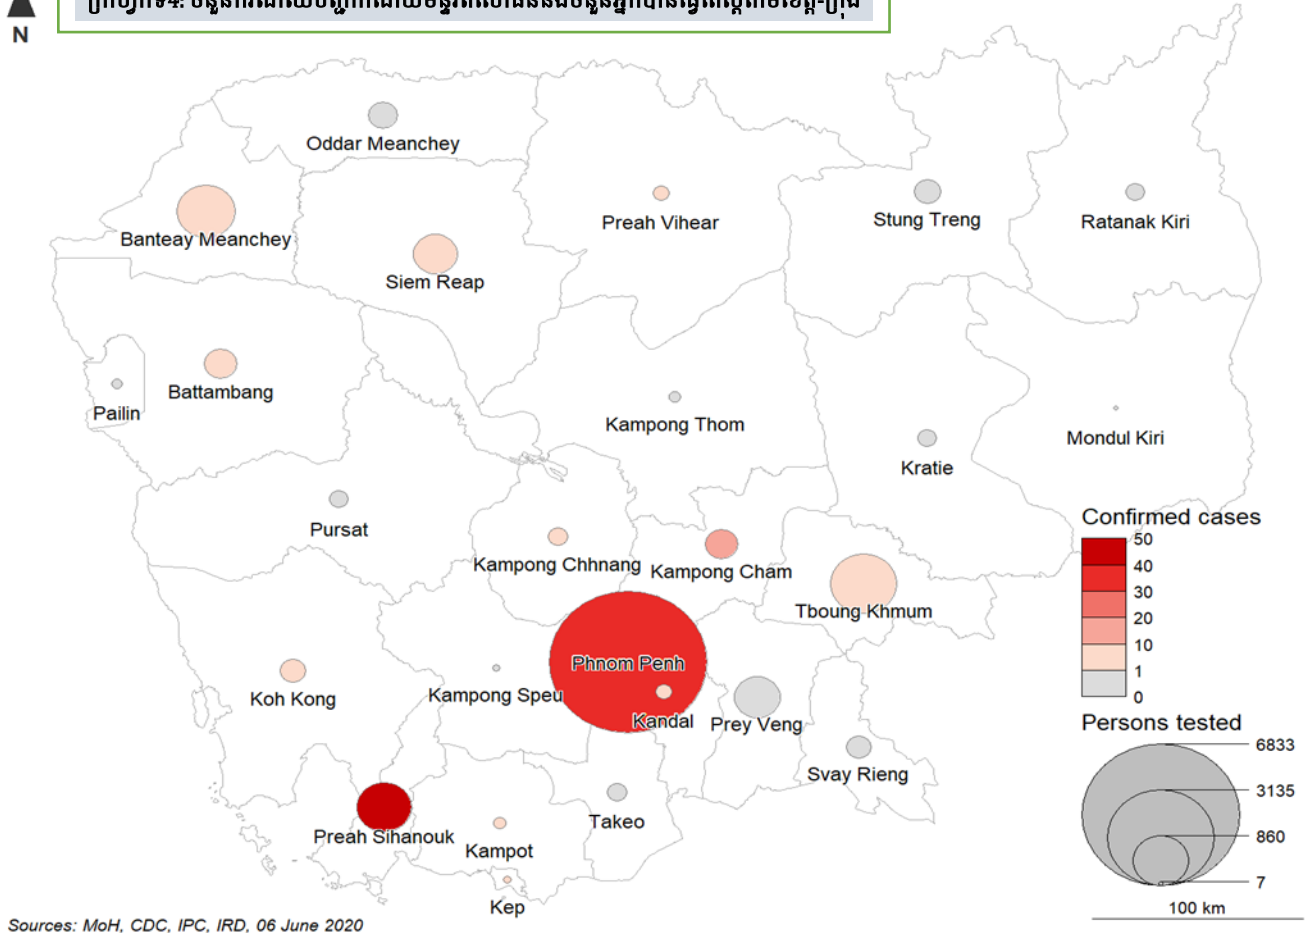 N
Oddar Meanchey
Banteay Meanchey
Siem Reap
Preah Vihear
Stung Treng
Ratanak Kiri
Pailin
Battambang
Kampong Thom
Kratie
Mondul Kiri
Pursat
Kampong Chhnang
Kampong Cham
Tboung Khmum
Koh Kong
Kampong Speu
Phnom Penh
Kandal
Prey Veng
Svay Rieng
Preah Sihanouk
Kampot
Takeo
Kep
Confirmed cases
50
40
30
20
10
1
0
Persons tested
6833
3135
860
7
100 km
Sources: MoH, CDC, IPC, IRD, 06 June 2020